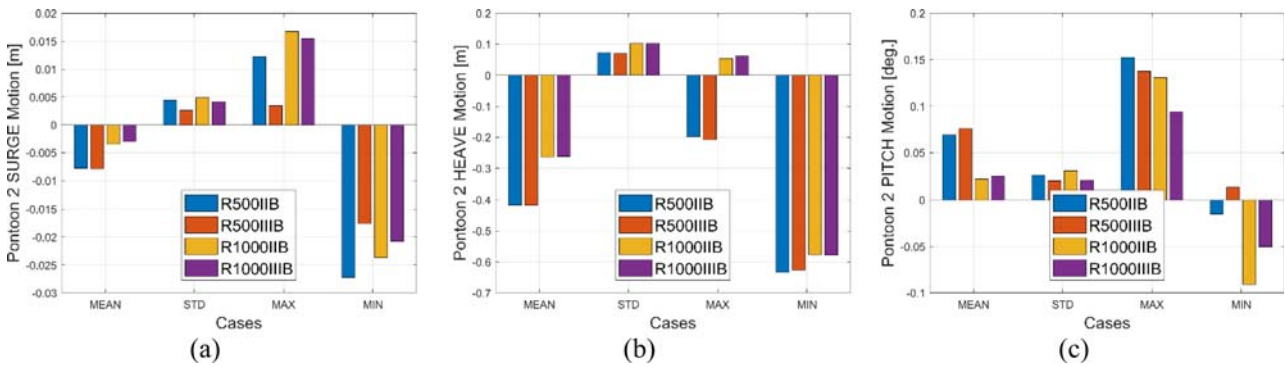 0.02
0.015
0.01
0.005
0
-0.005
-0.01
-0.015
-0.02
-0.025
-0.03
Pontoon 2 SURGE Motion [m]
R500IIB
R500IIIB
R1000IIB
R1000IIIB
MEAN STD MAX MIN
Cases
(a)
0.2
0.1
0
-0.1
-0.2
-0.3
-0.4
-0.5
-0.6
-0.7
Pontoon 2 HEAVE Motion [m]
R500IIB
R500IIIB
R1000IIB
R1000IIIB
MEAN STD MAX MIN
Cases
(b)
0.2
0.15
0.1
0.05
0
-0.05
-0.1
Pontoon 2 PITCH Motion [deg.]
R500IIB
R500IIIB
R1000IIB
R1000IIIB
MEAN STD MAX MIN
Cases
(c)